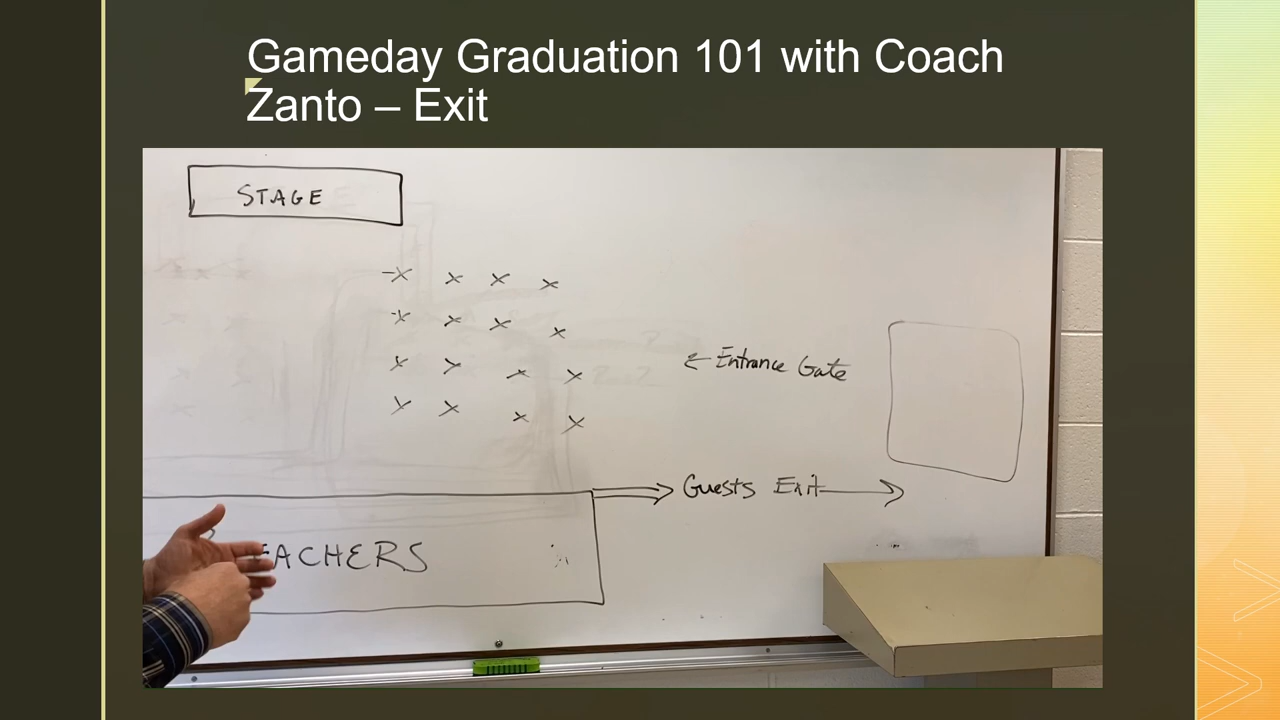 Gameday Graduation 101 with Coach
Zanto – Exit
STAGE
← Entrance Gate
Guests Exit
EACHERS